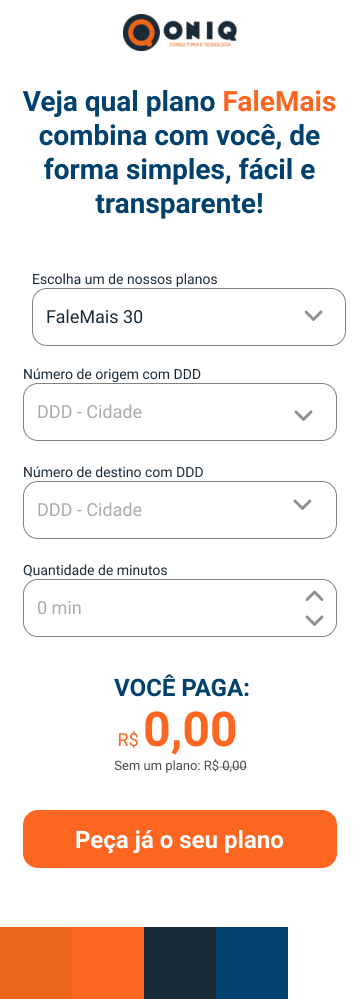 QONIQ
CONSULTORIA E TECNOLOGIA
Veja qual plano FaleMais
combina com você, de
forma simples, fácil e
transparente!
Escolha um de nossos planos
FaleMais 30
Número de origem com DDD
DDD - Cidade
Número de destino com DDD
DDD - Cidade
Quantidade de minutos
0 min
VOCÊ PAGA:
R$ 0,00
Sem um plano: R$ 0,00
Peça já o seu plano